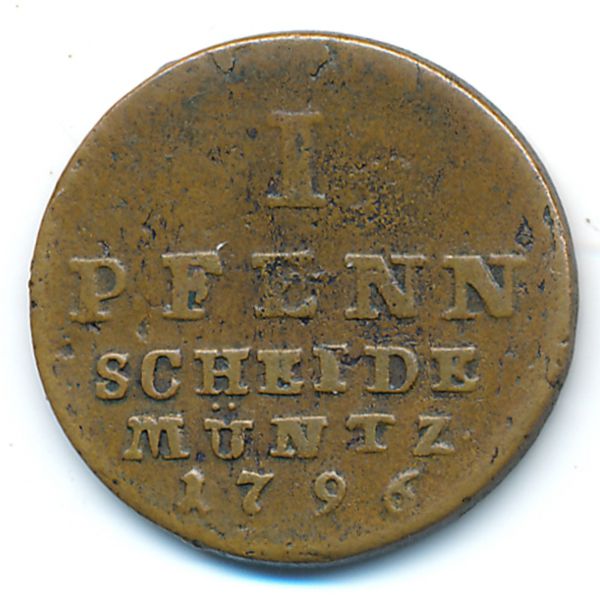 I
PFENN
SCHEIDE
MÜNTZ
1796